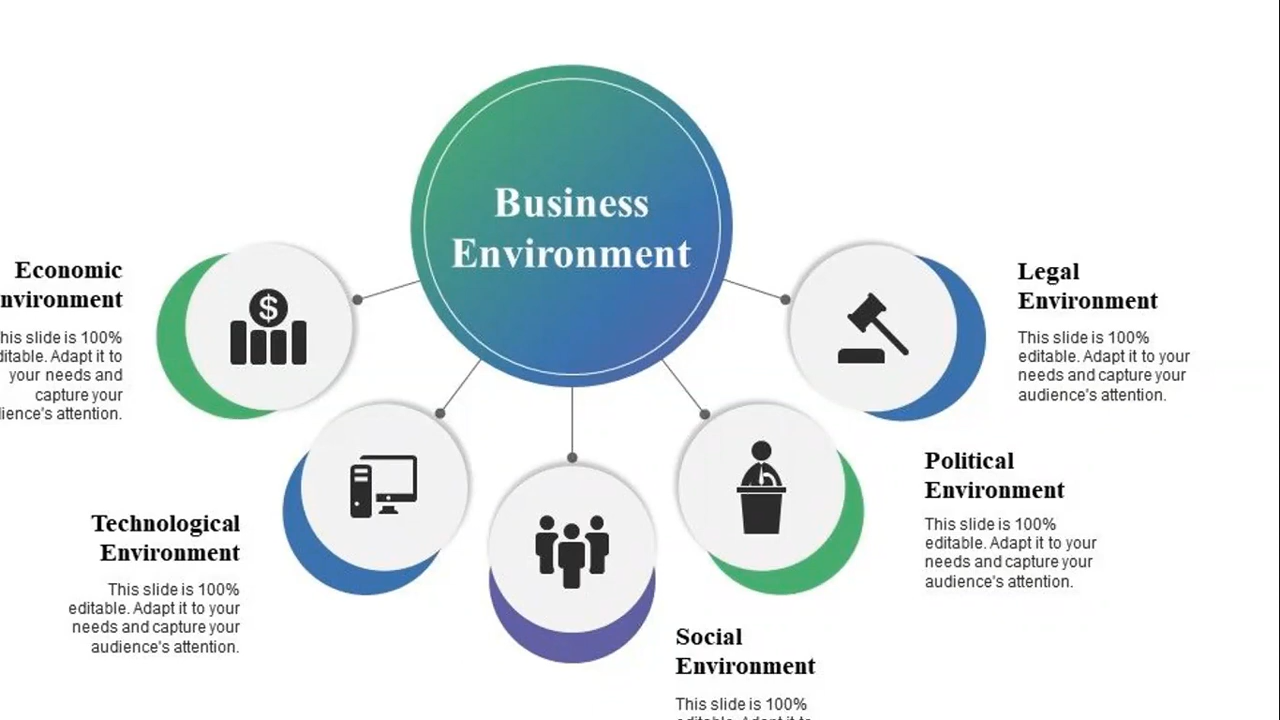 Business
Environment
Economic
nvironment
his slide is 100%
ditable. Adapt it to
your needs and
capture your
dience's attention.
Technological
Environment
This slide is 100%
editable. Adapt it to your
needs and capture your
audience's attention.
Social
Environment
This slide is 100%
editable. Adapt it to
Political
Environment
This slide is 100%
editable. Adapt it to your
needs and capture your
audience's attention.
Legal
Environment
This slide is 100%
editable. Adapt it to your
needs and capture your
audience's attention.
$